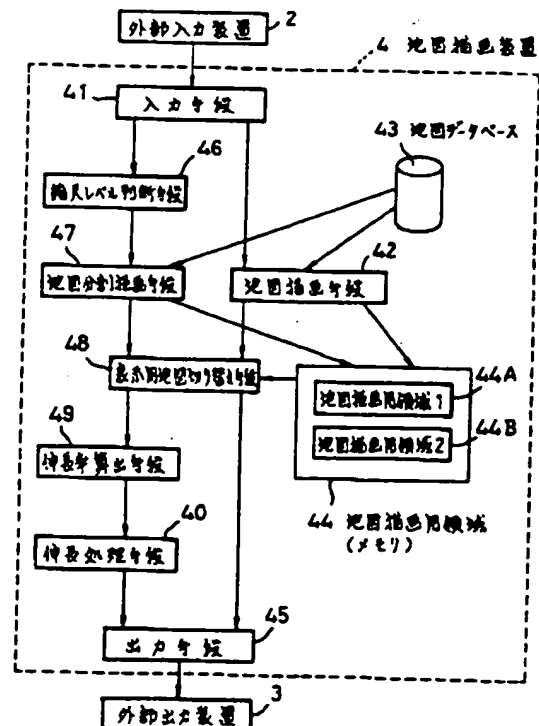 外部入力装置
2
4 地図描画装置
41
入力手段
43 地図データベース
46
縮尺レベル判断手段
47
地図分割描画手段
42
地図描画手段
48
表示用地図切り替え手段
44A
地図描画用領域1
44B
地図描画用領域2
44 地図描画用領域
(メモリ)
49
伸長率算出手段
40
伸長処理手段
45
出力手段
3
外部出力装置